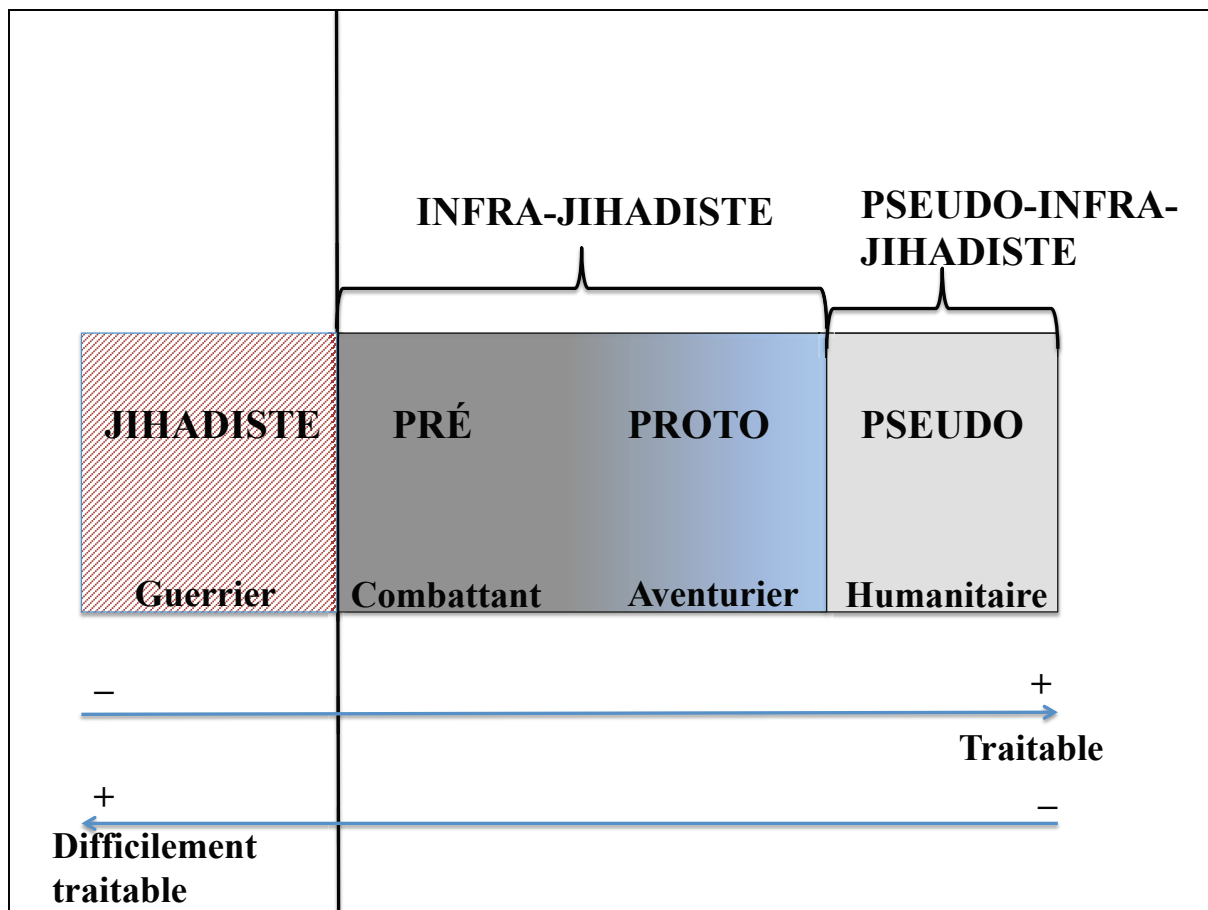 INFRA-JIHADISTE
PSEUDO-INFRA-
JIHADISTE
JIHADISTE
PRÉ
PROTO
PSEUDO
Guerrier
Combattant
Aventurier
Humanitaire
– +
Traitable
+ –
Difficilement
traitable